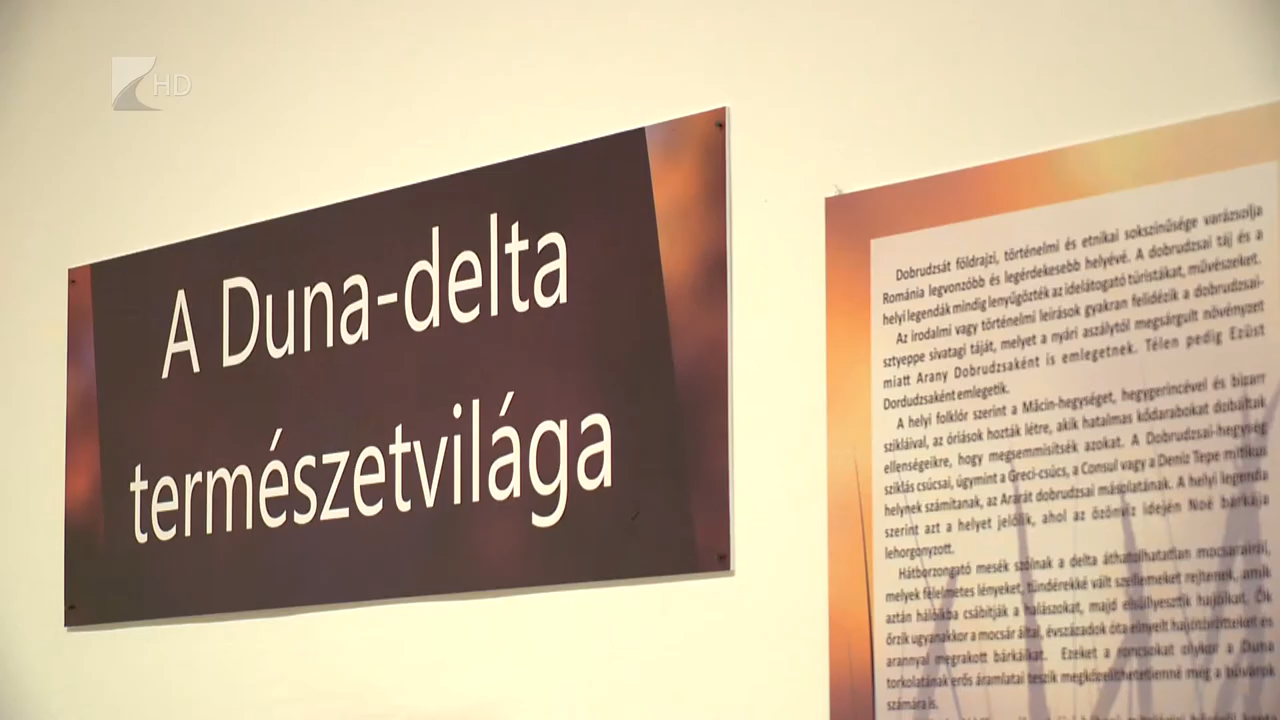 HD
A Duna-delta
természetvilága
Dobrudzsát földrajzi, történelmi és etnikai sokszínűsége varázsolja
Románia legvonzóbb és legérdekesebb helyévé. A dobrudzsai táj és a
helyi legendák mindig lenyűgözték az idelátogató túristákat, művészeket.
Az irodalmi vagy történelmi leírások gyakran felidézik a dobrudzsai-
sztyeppe sivatagi táját, melyet a nyári aszálytól megsárgult növényzet
miatt Arany Dobrudzsaként is emlegetnek. Télen pedig Ezüst
Dordudzsaként emlegetik.
A helyi folklór szerint a Măcin-hegységet, hegygerincével és bizarr
szikláival, az óriások hozták létre, akik hatalmas kődarabokat dobáltak
ellenségeikre, hogy megsemmisítsék azokat. A Dobrudzsai-hegység
sziklás csúcsai, úgymint a Greci-csúcs, a Consul vagy a Deniz Tepe mitikus
helynek számítanak, az Ararát dobrudzsai másolatának. A helyi legenda
szerint azt a helyet jelölik, ahol az özönvíz idején Noé bárkája
lehorgonyzott.
Hátborzongató mesék szólnak a delta áthatolhatatlan mocsarairól,
melyek félelmetes lényeket, tündérekké vált szellemeket rejtenek, amik
aztán hálóikba csábítják a halászokat, majd elsüllyesztik hajóikat. Ők
őrzik ugyanakkor a mocsár által, évszázadok óta elnyelt hajótörötteket és
arannyal megrakott bárkáikat. Ezeket a roncsokat olykor a Duna
torkolatának erős áramlatai teszik megközelíthetetlenné még a búvárok
számára is.